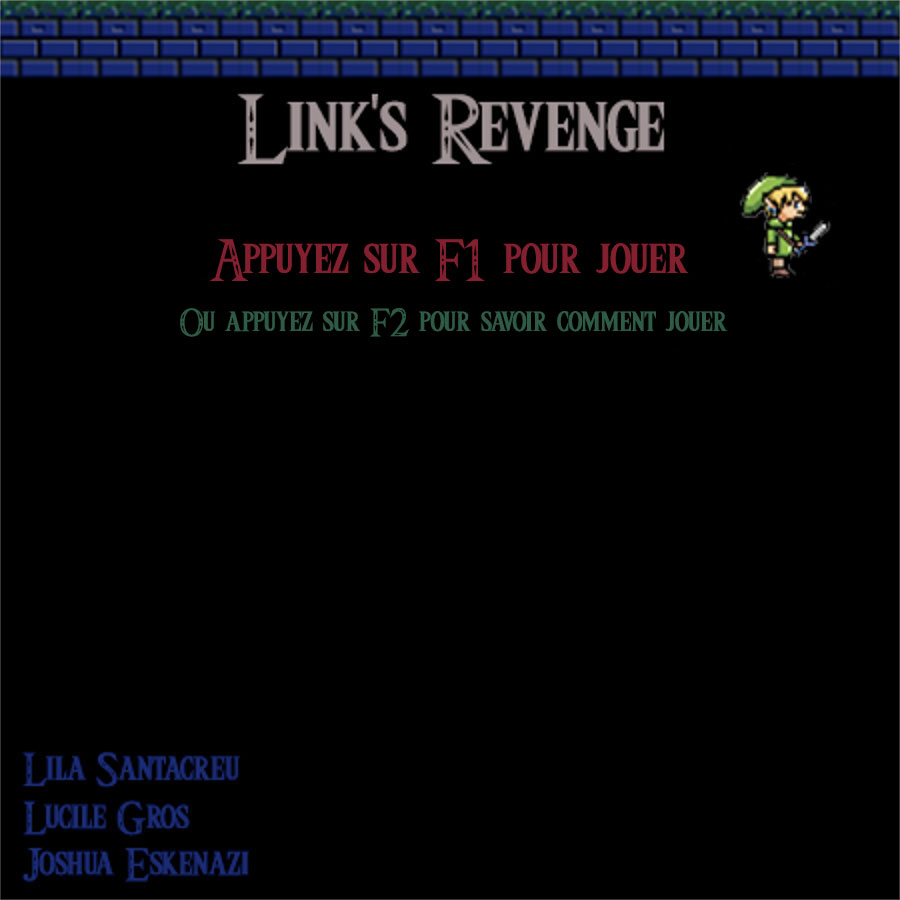 Link's Revenge
Appuyez sur F1 pour jouer
Ou appuyez sur F2 pour savoir comment jouer
Lila Santacreu
Lucile Gros
Joshua Eskenazi